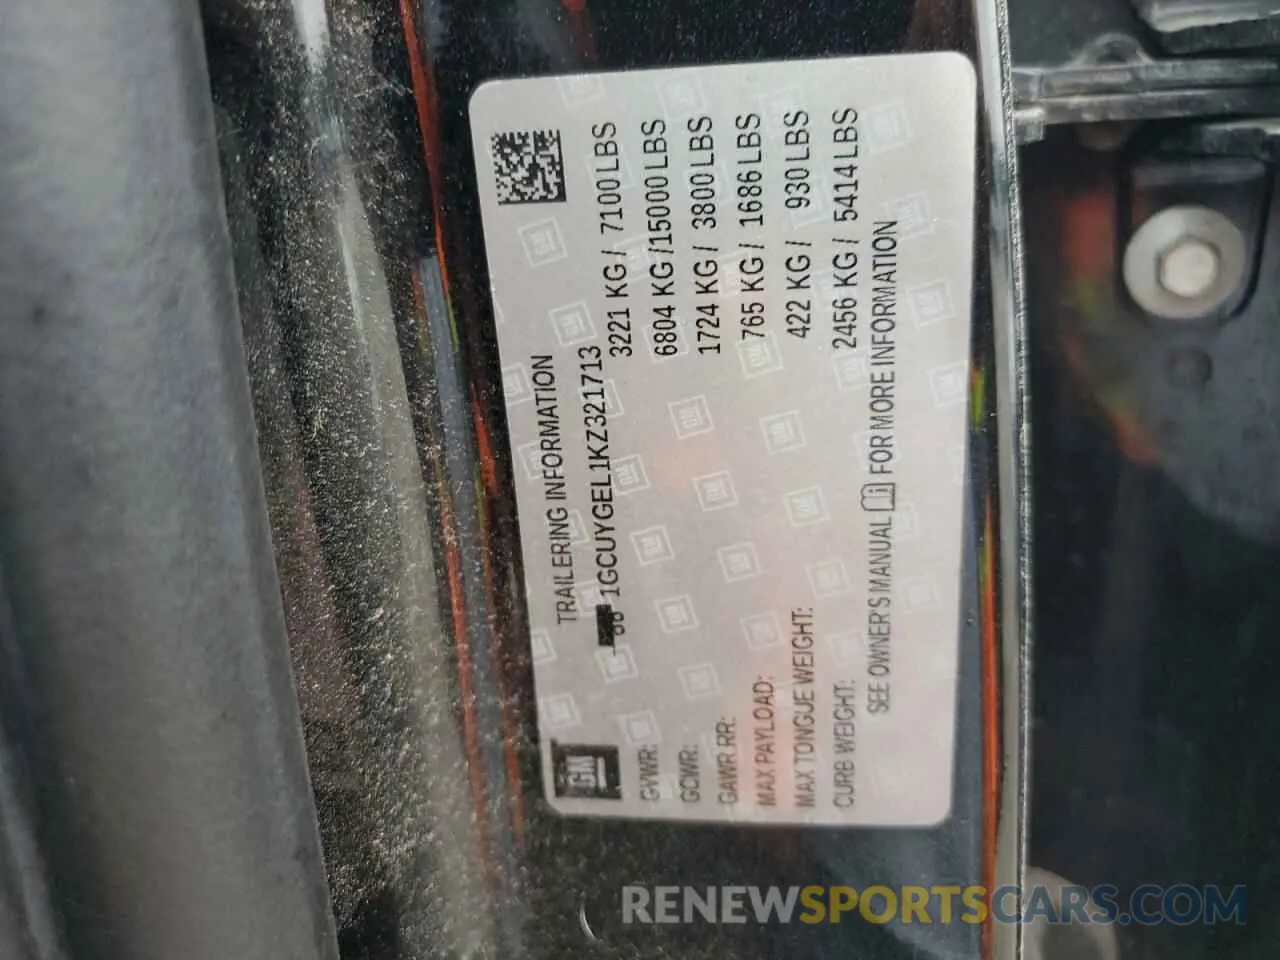 GM
TRAILERING INFORMATION
1GCUYGEL1KZ321713
GVWR: 3221 KG / 7100 LBS
GCWR: 6804 KG / 15000 LBS
GAWR RR: 1724 KG / 3800 LBS
MAX PAYLOAD: 765 KG / 1686 LBS
MAX TONGUE WEIGHT: 422 KG / 930 LBS
CURB WEIGHT: 2456 KG / 5414 LBS
SEE OWNER'S MANUAL FOR MORE INFORMATION
RENEWSPORTSCARS.COM